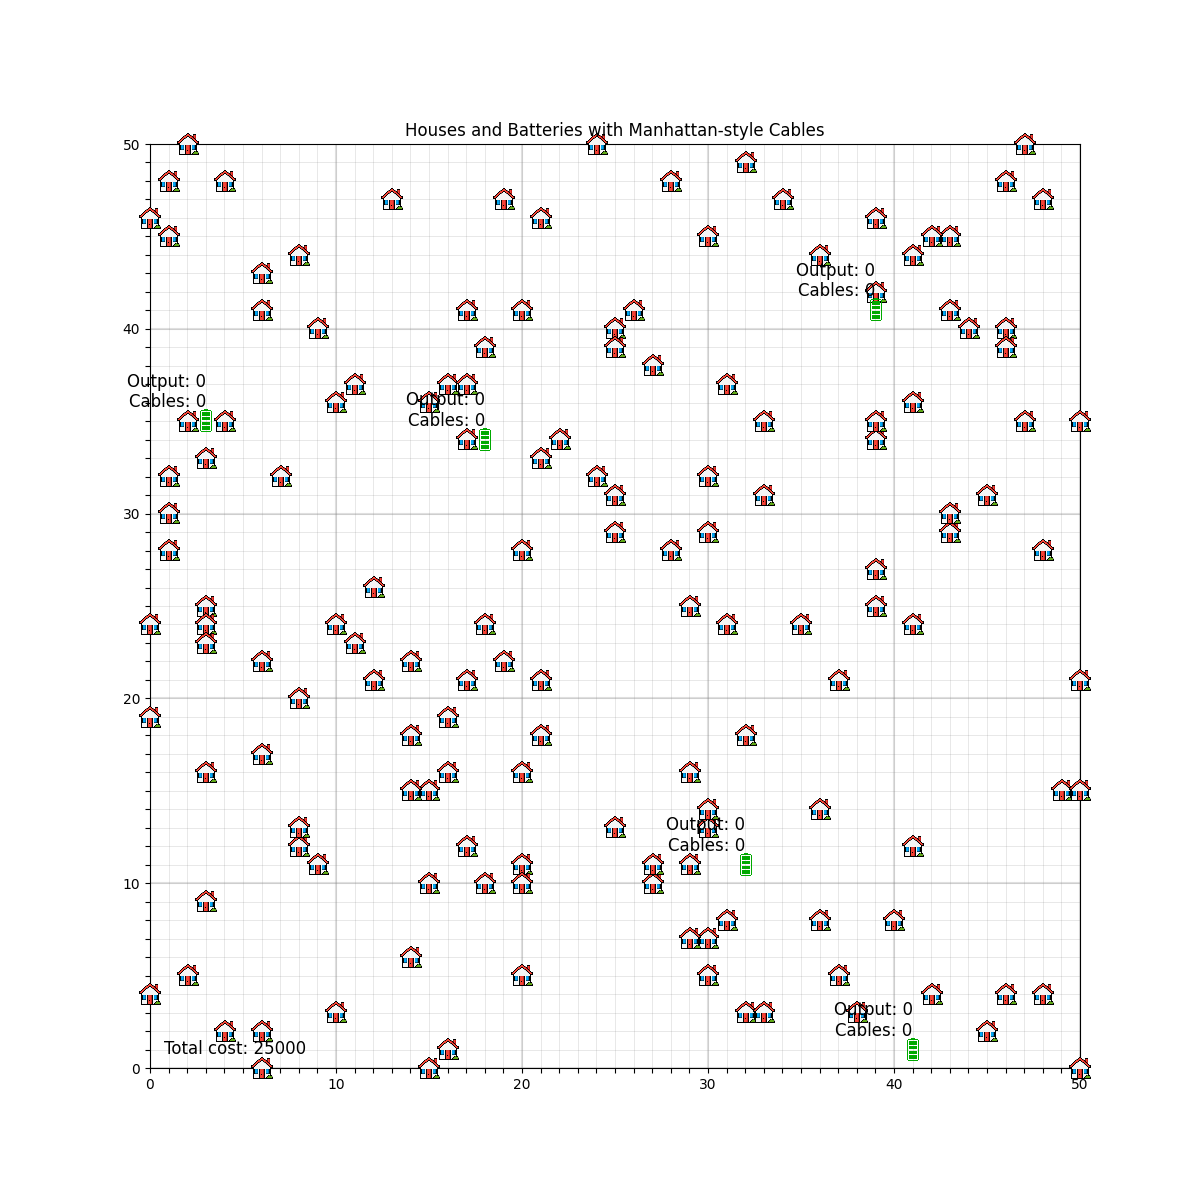 Houses and Batteries with Manhattan-style Cables
50
40
30
20
10
0
Output: 0
Cables: 0
Output: 0
Cables: 0
Output: 0
Cables: 0
Output: 0
Cables: 0
Output: 0
Cables: 0
Total cost: 25000
0
10
20
30
40
50